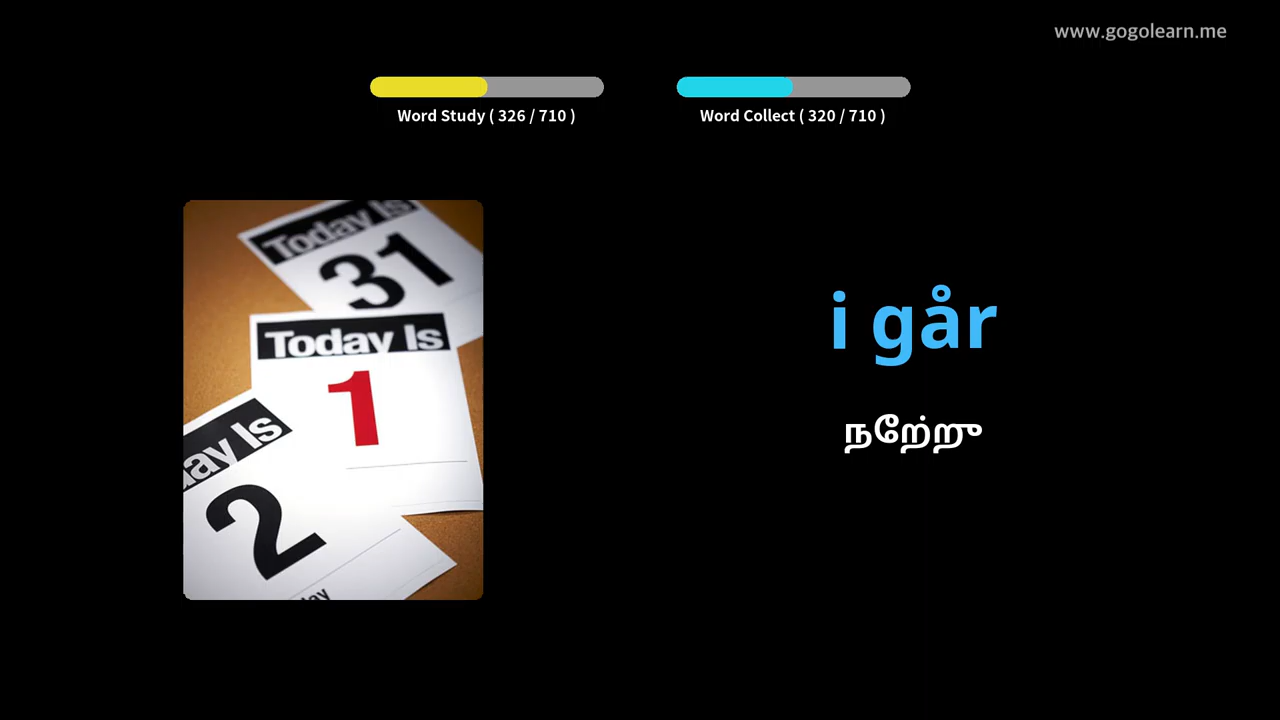 www.gogolearn.me
Word Study ( 326 / 710 )
Word Collect ( 320 / 710 )
Today Is
31
Today Is
1
ay Is
2
i går
நறே்று